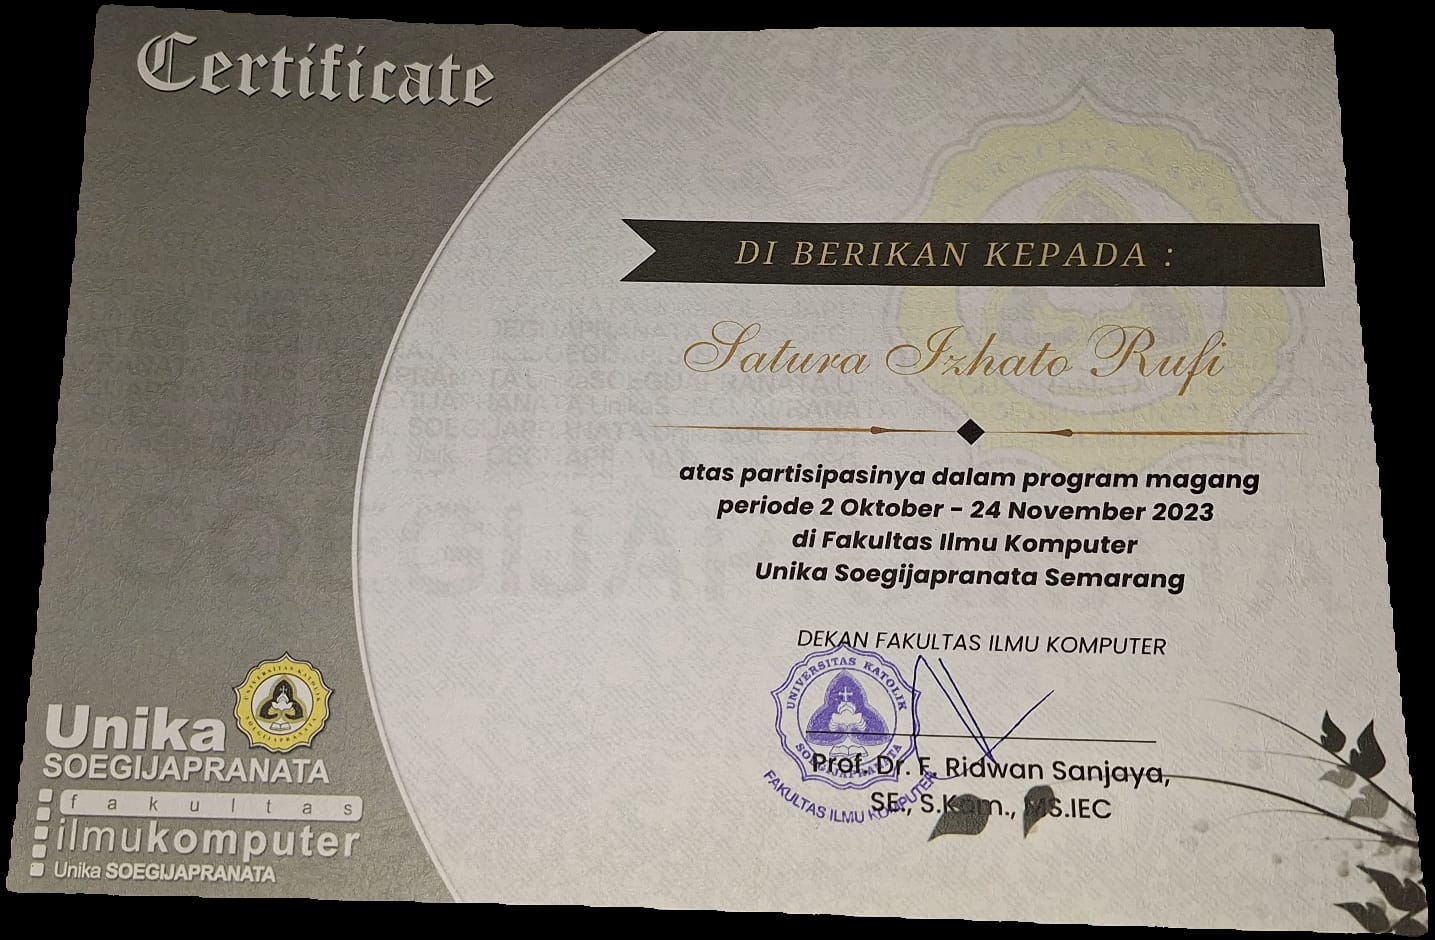 Certificate
DI BERIKAN KEPADA :
Satura Izhato Rufi
atas partisipasinya dalam program magang
periode 2 Oktober - 24 November 2023
di Fakultas Ilmu Komputer
Unika Soegijapranata Semarang
DEKAN FAKULTAS ILMU KOMPUTER
UNIVERSITAS KATOLIK
SOEGIJAPRANATA
FAKULTAS ILMU KOMPUTER
Prof. Dr. F. Ridwan Sanjaya,
SE., S.Kom., MS.IEC
Unika
SOEGIJAPRANATA
fakultas
ilmukomputer
Unika SOEGIJAPRANATA